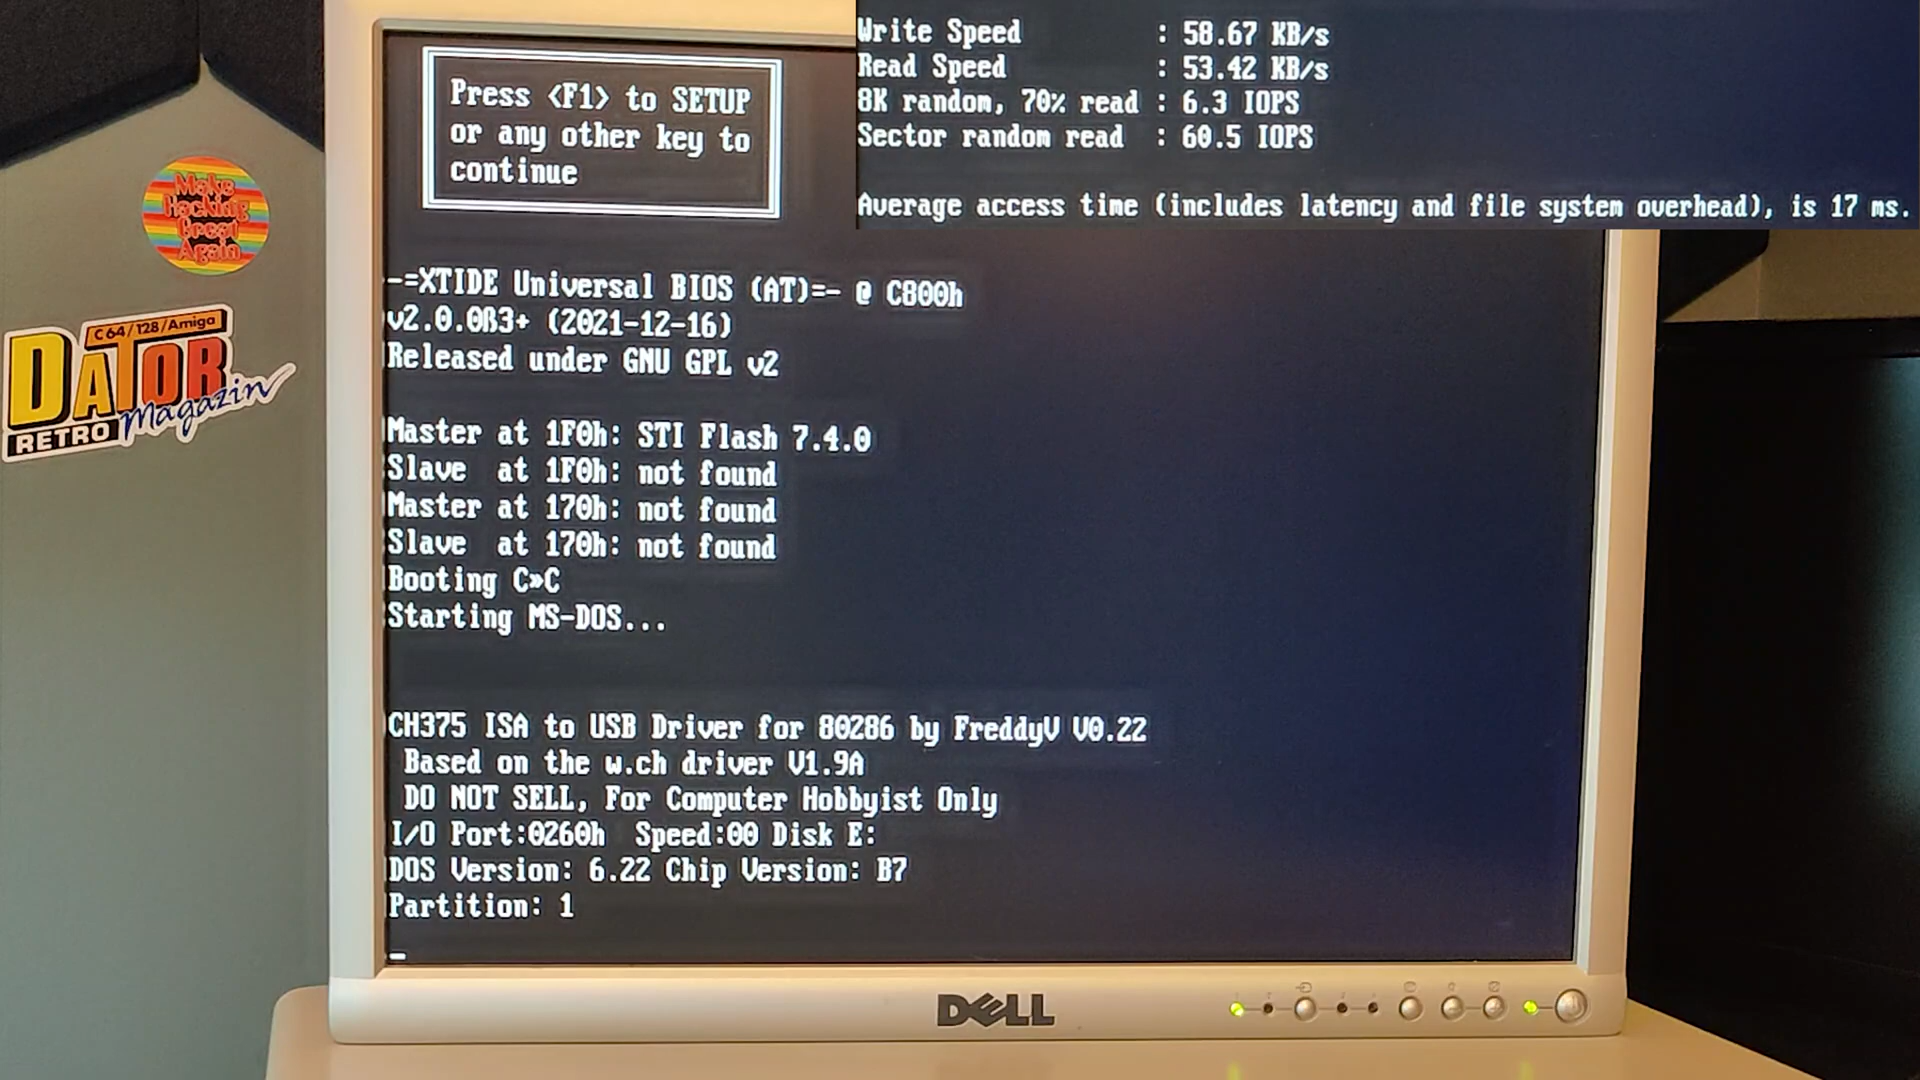 Press <F1> to SETUP
or any other key to
continue
Write Speed : 58.67 KB/s
Read Speed : 53.42 KB/s
8K random, 70% read : 6.3 IOPS
Sector random read : 60.5 IOPS
Average access time (includes latency and file system overhead), is 17 ms.
Make
Hacking
Great
Again
C 64/128/Amiga
DATOR
Magazin
RETRO
-=XTIDE Universal BIOS (AT)=- @ C800h
v2.0.0ß3+ (2021-12-16)
Released under GNU GPL v2
Master at 1F0h: STI Flash 7.4.0
Slave at 1F0h: not found
Master at 170h: not found
Slave at 170h: not found
Booting C»C
Starting MS-DOS...
CH375 ISA to USB Driver for 80286 by FreddyV V0.22
Based on the w.ch driver V1.9A
DO NOT SELL, For Computer Hobbyist Only
I/O Port:0260h Speed:00 Disk E:
DOS Version: 6.22 Chip Version: B7
Partition: 1
DELL